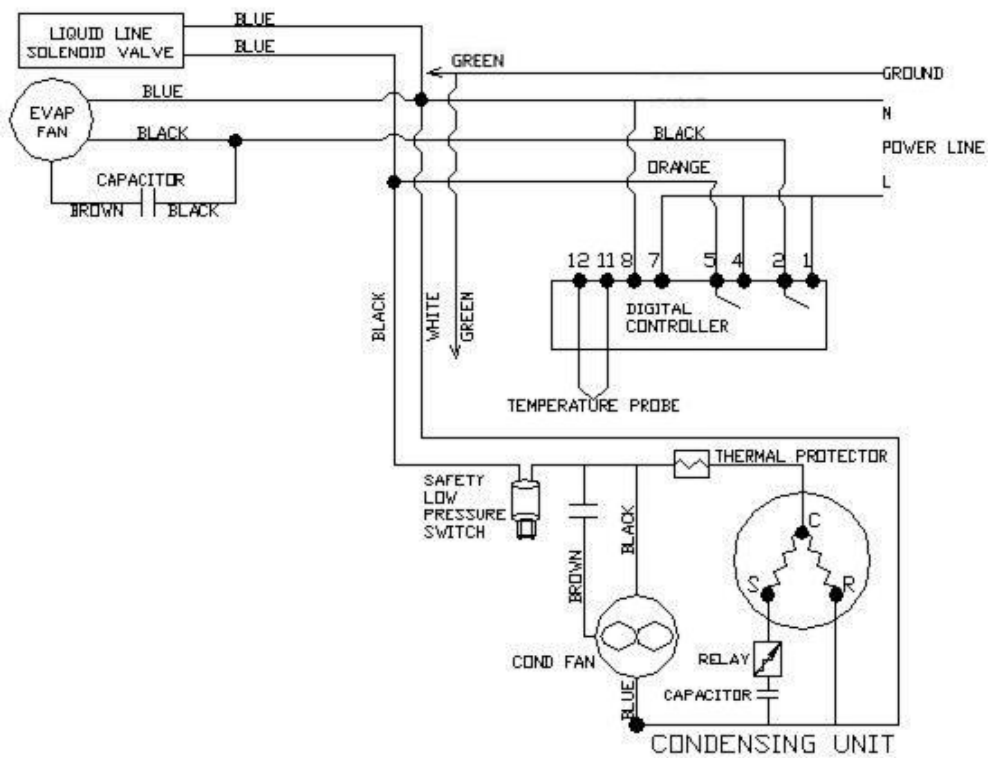 LIQUID LINE
SOLENOID VALVE
BLUE
BLUE
GREEN
GROUND
BLUE
N
EVAP
FAN
BLACK
BLACK
POWER LINE
ORANGE
L
CAPACITOR
BROWN
BLACK
12 11 8 7 5 4 2 1
DIGITAL
CONTROLLER
BLACK
WHITE
GREEN
TEMPERATURE PROBE
THERMAL PROTECTOR
SAFETY
LOW
PRESSURE
SWITCH
BLACK
BROWN
C
S
R
COND FAN
RELAY
BLUE
CAPACITOR
CONDENSING UNIT